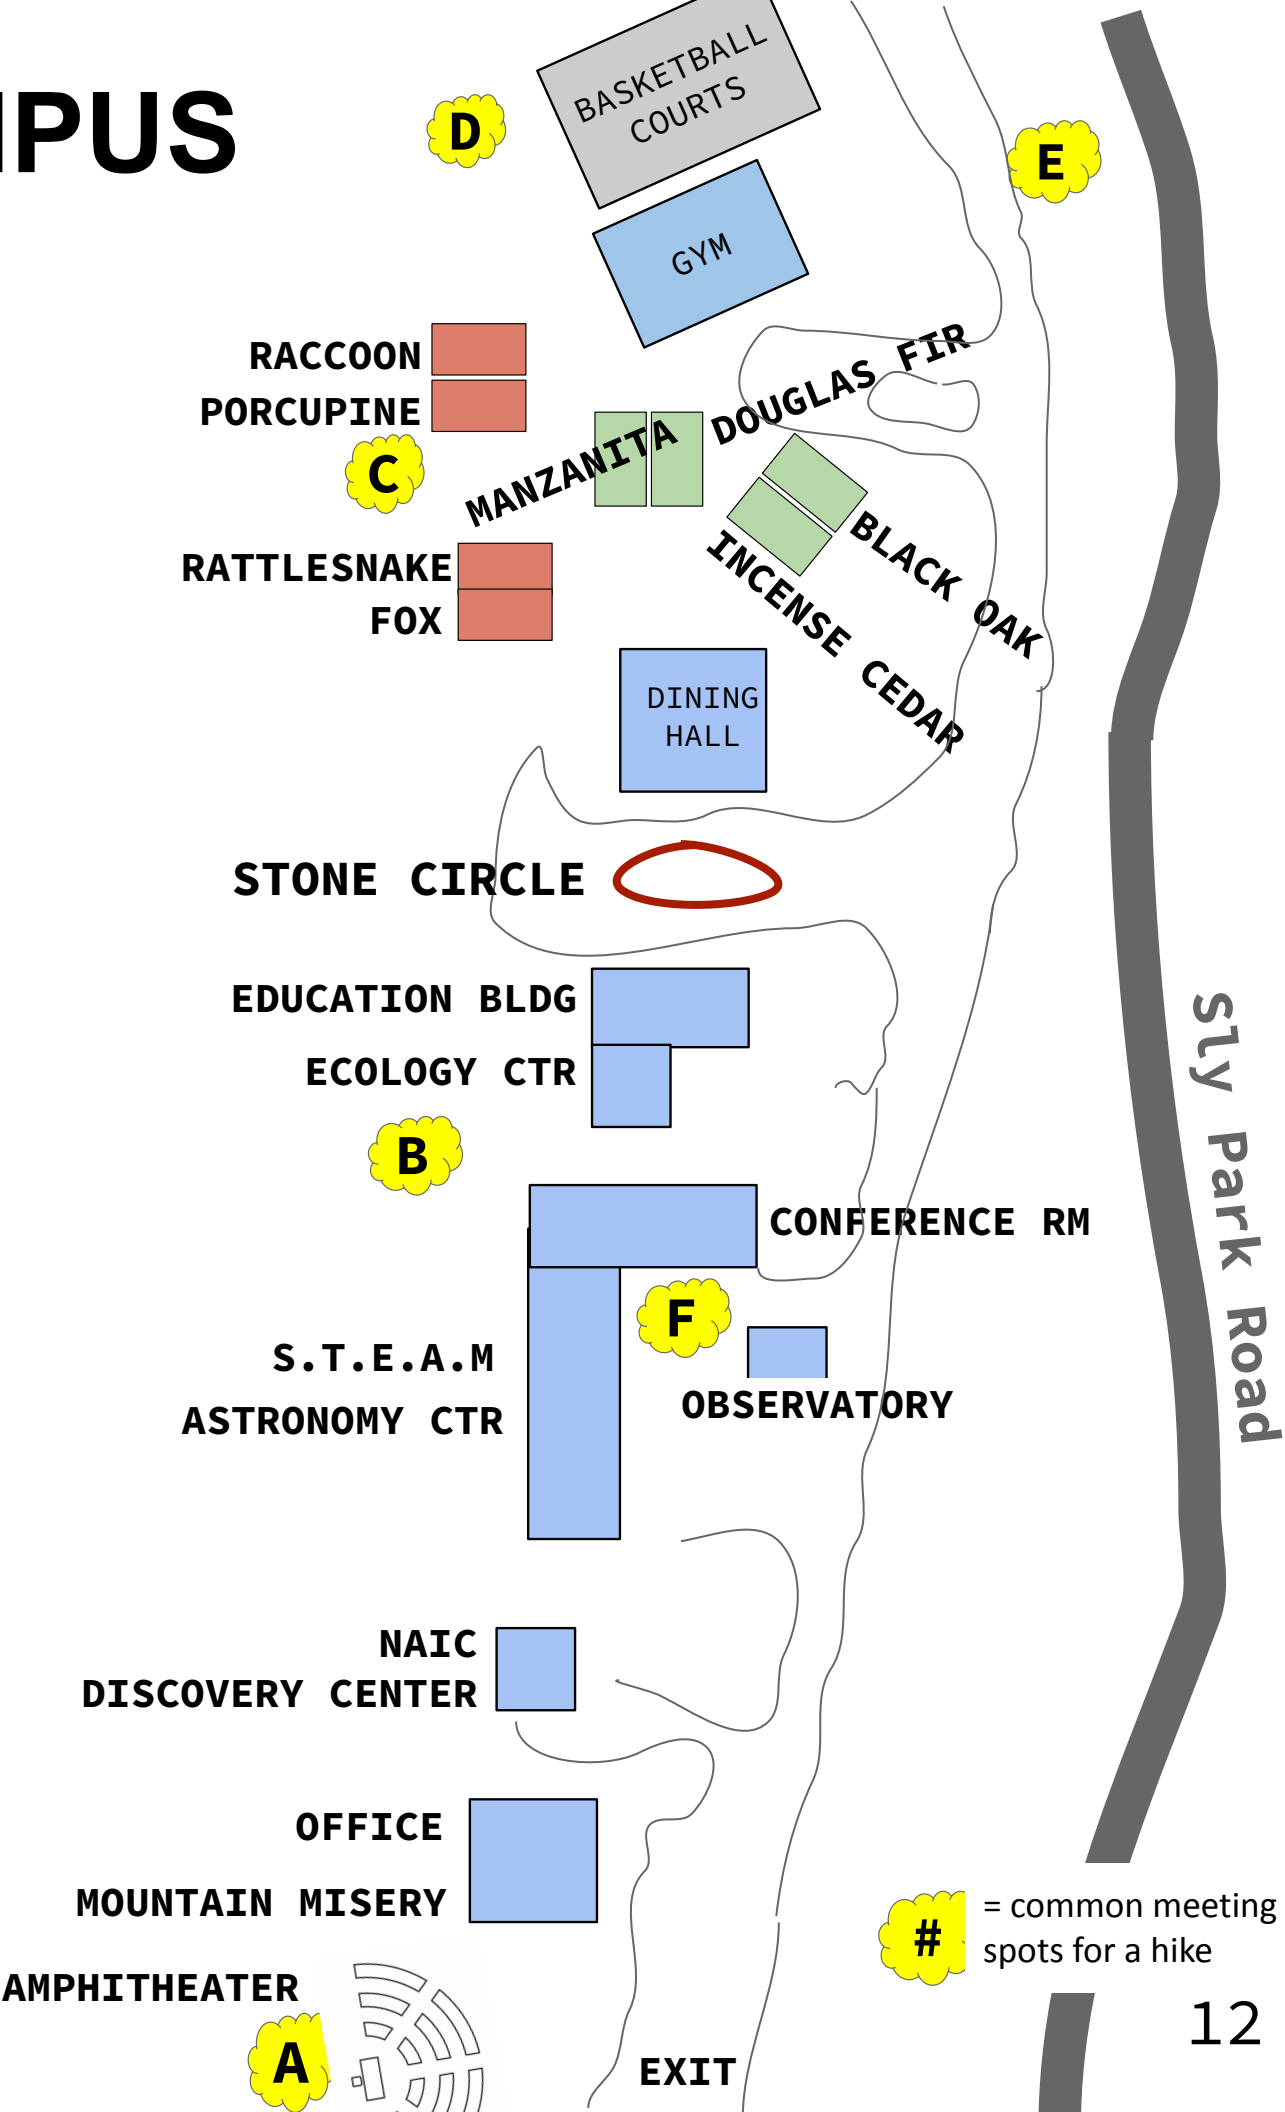 BASKETBALL
COURTS
MPUS
D
E
GYM
RACCOON
DOUGLAS FIR
PORCUPINE
MANZANITA
C
BLACK OAK
RATTLESNAKE
INCENSE CEDAR
FOX
DINING
HALL
STONE CIRCLE
EDUCATION BLDG
ECOLOGY CTR
B
CONFERENCE RM
Sly Park Road
F
S.T.E.A.M
OBSERVATORY
ASTRONOMY CTR
NAIC
DISCOVERY CENTER
OFFICE
MOUNTAIN MISERY
# = common meeting
spots for a hike
AMPHITHEATER
12
A
EXIT